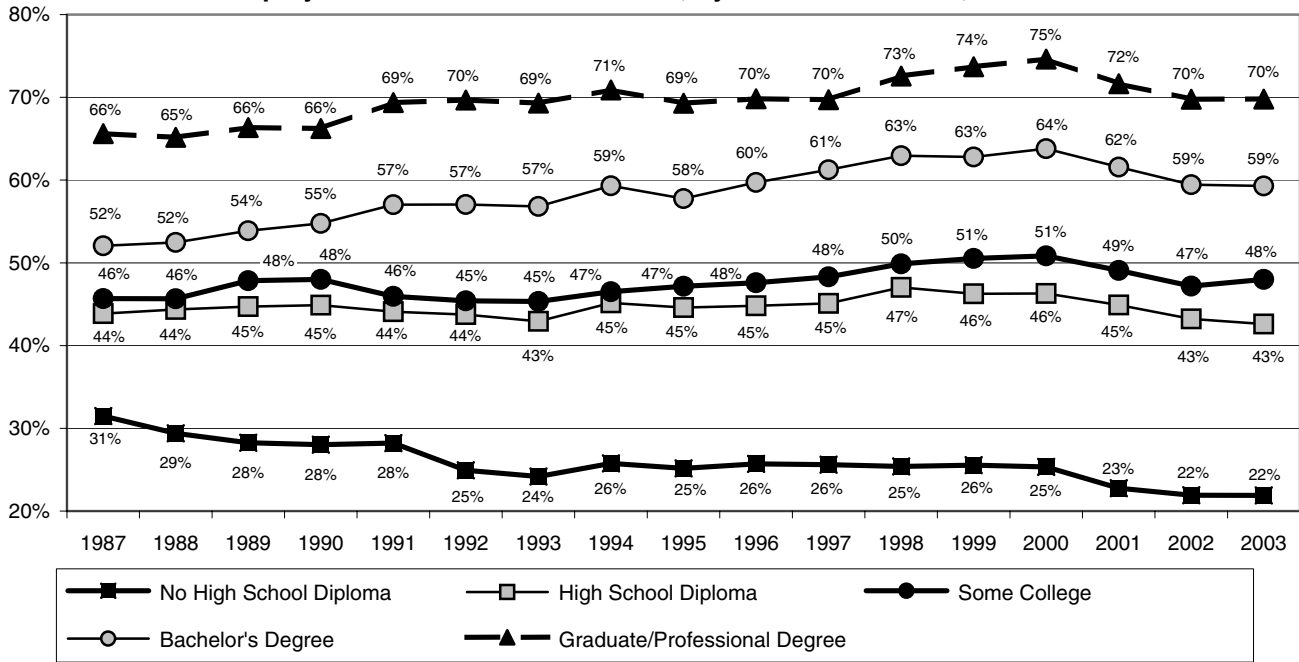 80%
70%
60%
50%
40%
30%
20%
66% 65% 66% 66% 69% 70% 69% 71% 69% 70% 70% 73% 74% 75% 72% 70% 70%
52% 52% 54% 55% 57% 57% 57% 59% 58% 60% 61% 63% 63% 64% 62% 59% 59%
46% 46% 48% 48% 46% 45% 45% 47% 47% 48% 48% 50% 51% 51% 49% 47% 48%
44% 44% 45% 45% 44% 44% 43% 45% 45% 45% 45% 47% 46% 46% 45% 43% 43%
31% 29% 28% 28% 28% 25% 24% 26% 25% 26% 26% 25% 26% 25% 23% 22% 22%
1987 1988 1989 1990 1991 1992 1993 1994 1995 1996 1997 1998 1999 2000 2001 2002 2003
No High School Diploma High School Diploma Some College
Bachelor's Degree Graduate/Professional Degree